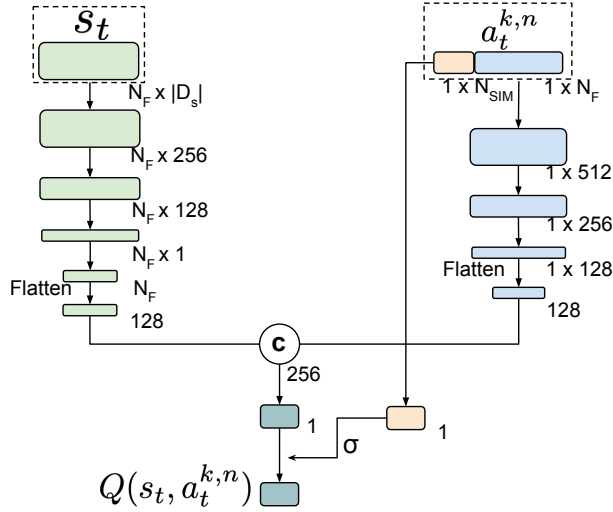 s_t
N_F x |D_s|
N_F x 256
N_F x 128
N_F x 1
Flatten
N_F
128
a_t^{k,n}
1 x N_SIM
1 x N_F
1 x 512
1 x 256
Flatten
1 x 128
128
c
256
1
1
σ
Q(s_t, a_t^{k,n})